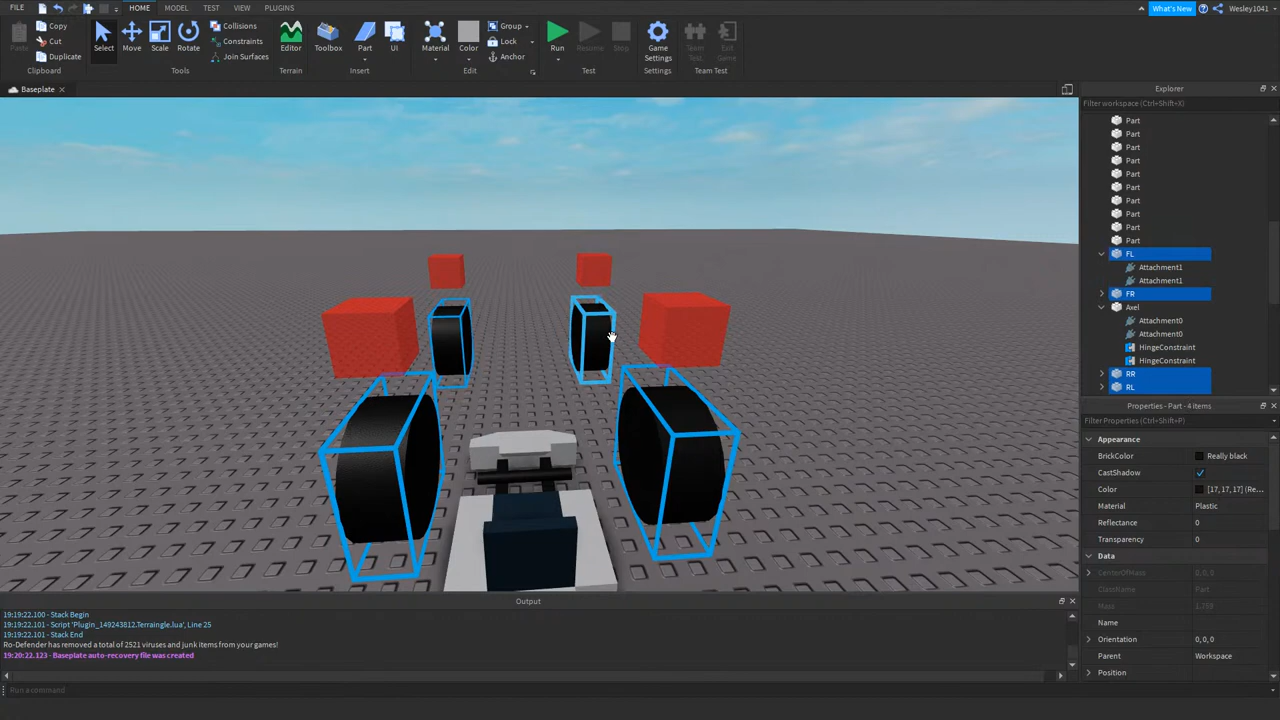 FILE HOME MODEL TEST VIEW PLUGINS What's New Wesley1041
Paste Copy Cut Duplicate Clipboard
Select Move Scale Rotate Collisions Constraints Join Surfaces Tools
Editor Terrain
Toolbox Part UI Insert
Material Color Group Lock Anchor Edit
Run Resume Stop Test
Game Settings Settings
Team Test Exit Game Team Test
Baseplate
Explorer
Filter workspace (Ctrl+Shift+X)
Part
Part
Part
Part
Part
Part
Part
Part
Part
Part
FL
Attachment1
Attachment1
FR
Axel
Attachment0
Attachment0
HingeConstraint
HingeConstraint
RR
RL
Properties - Part - 4 items
Filter Properties (Ctrl+Shift+P)
Appearance
BrickColor Really black
CastShadow
Color [17, 17, 17] (Re...
Material Plastic
Reflectance 0
Transparency 0
Data
CenterOfMass 0, 0, 0
ClassName Part
Mass 1.759
Name
Orientation 0, 0, 0
Parent Workspace
Position
Output
19:19:22.100 - Stack Begin
19:19:22.101 - Script 'Plugin_149243812.Terraingle.lua', Line 25
19:19:22.101 - Stack End
Ro-Defender has removed a total of 2521 viruses and junk items from your games!
19:20:22.123 - Baseplate auto-recovery file was created
Run a command